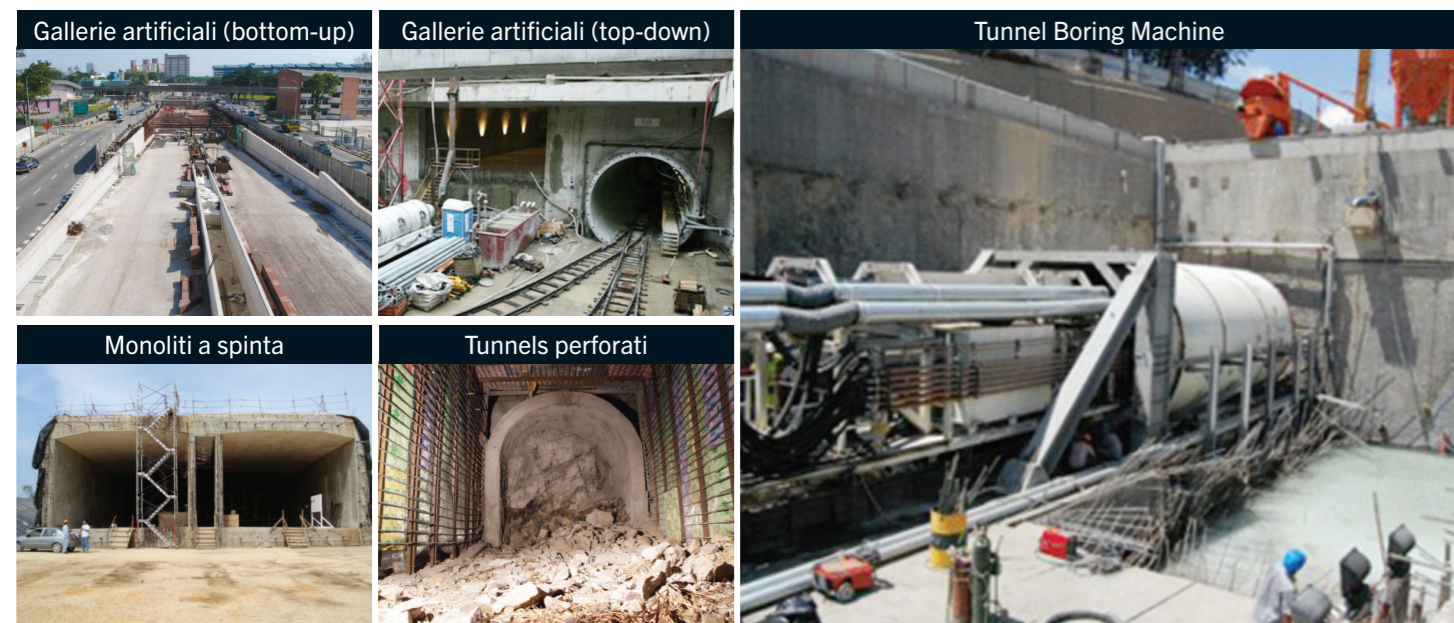 Gallerie artificiali (bottom-up)
Gallerie artificiali (top-down)
Tunnel Boring Machine
Monoliti a spinta
Tunnels perforati